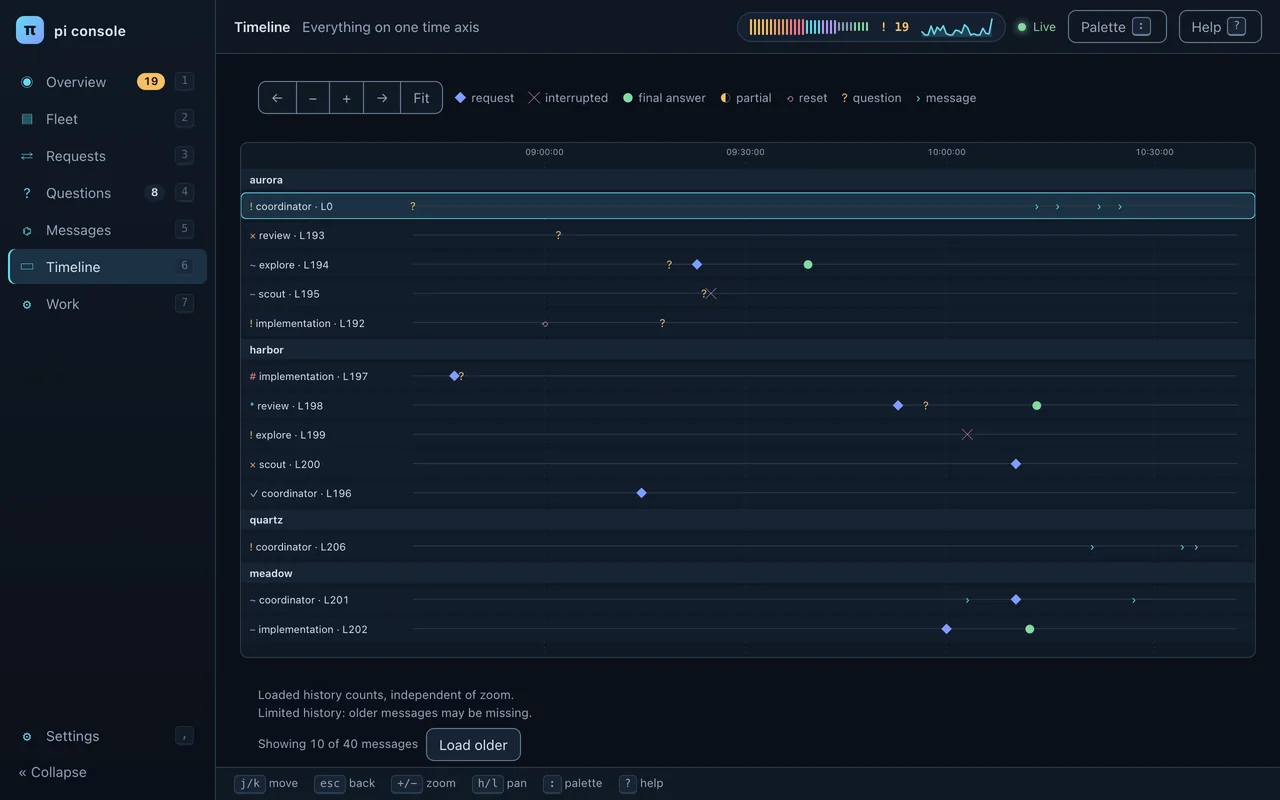 π pi console
Timeline Everything on one time axis
! 19
Live
Palette :
Help ?
Overview 19 1
Fleet 2
Requests 3
? Questions 8 4
Messages 5
Timeline 6
Work 7
← − + → Fit
request interrupted final answer partial reset ? question › message
09:00:00 09:30:00 10:00:00 10:30:00
aurora
! coordinator · L0 ? › › › ›
× review · L193 ?
~ explore · L194 ?
– scout · L195 ?
! implementation · L192 ?
harbor
# implementation · L197 ?
* review · L198 ?
! explore · L199
× scout · L200
✓ coordinator · L196
quartz
! coordinator · L206 › › ›
meadow
~ coordinator · L201 › ›
– implementation · L202
Loaded history counts, independent of zoom.
Limited history: older messages may be missing.
Showing 10 of 40 messages Load older
Settings ,
« Collapse
j/k move esc back +/− zoom h/l pan : palette ? help